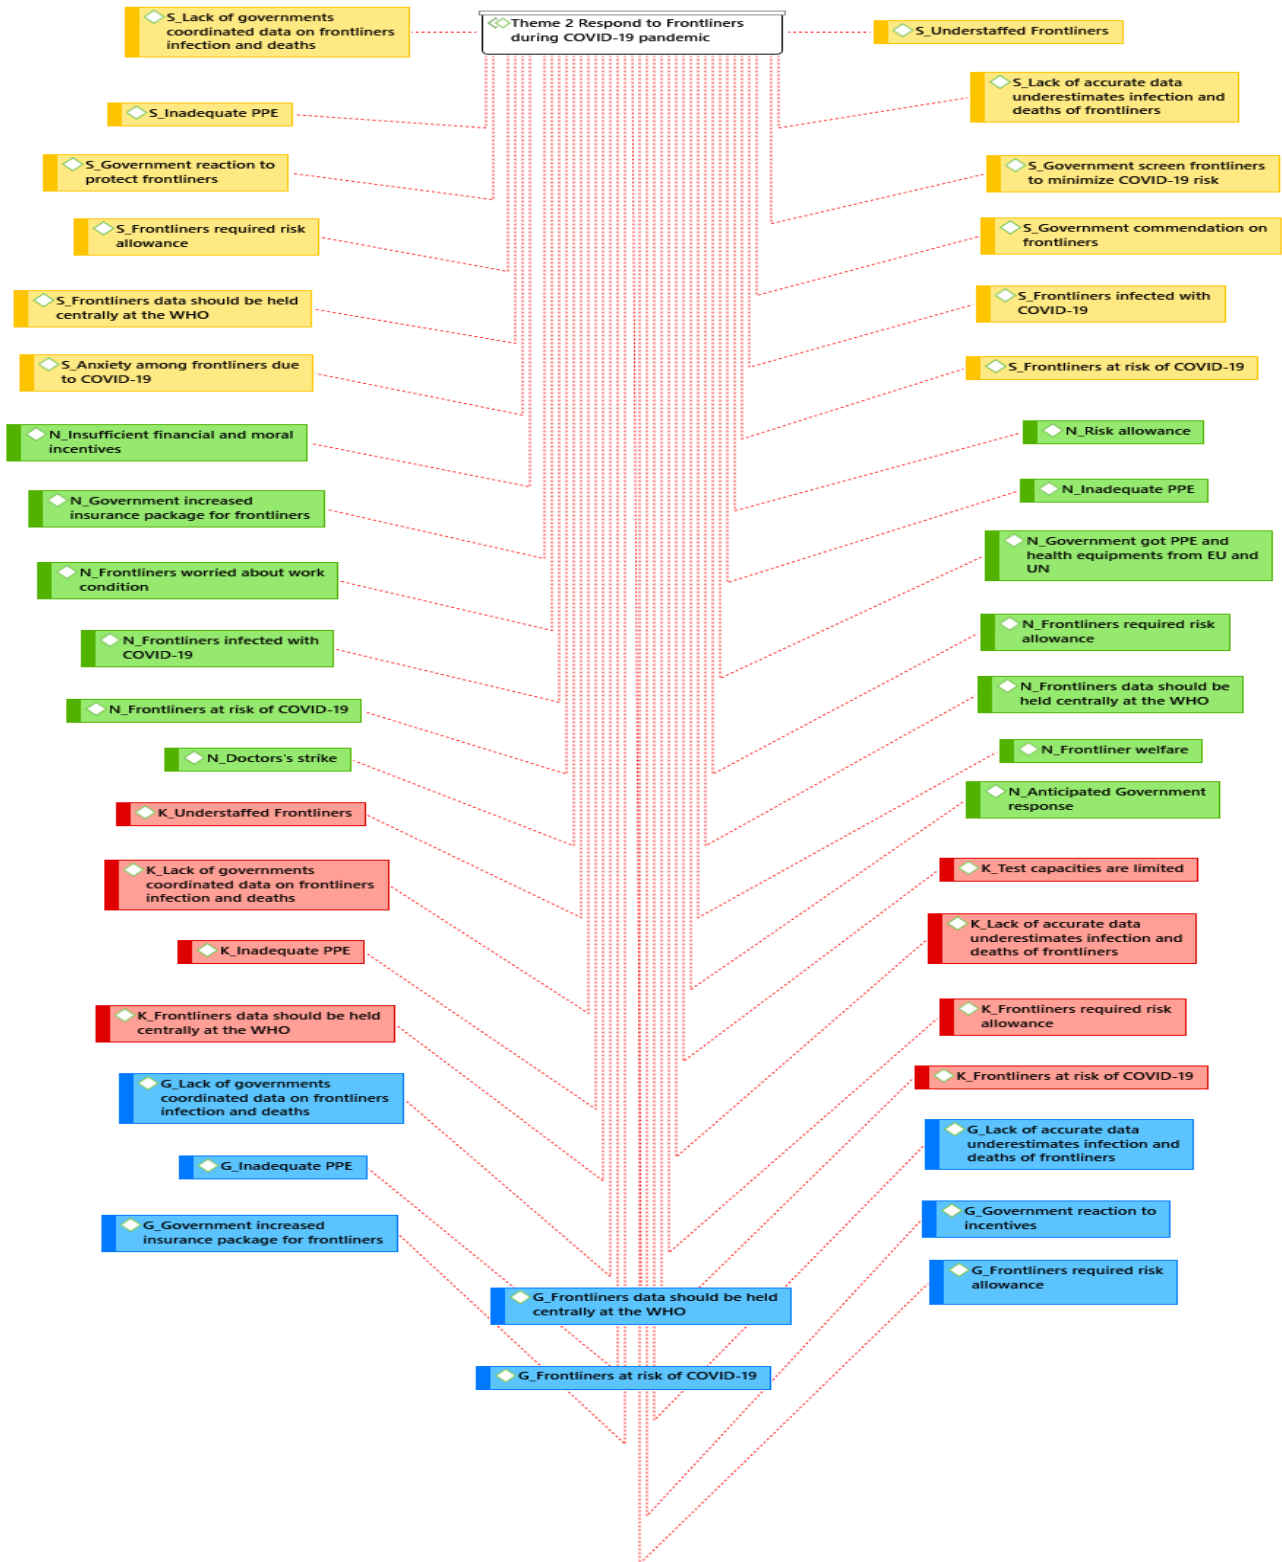 S_Lack of governments
coordinated data on frontliners
infection and deaths
Theme 2 Respond to Frontliners
during COVID-19 pandemic
S_Understaffed Frontliners
S_Inadequate PPE
S_Lack of accurate data
underestimates infection and
deaths of frontliners
S_Government reaction to
protect frontliners
S_Government screen frontliners
to minimize COVID-19 risk
S_Frontliners required risk
allowance
S_Government commendation on
frontliners
S_Frontliners data should be held
centrally at the WHO
S_Frontliners infected with
COVID-19
S_Anxiety among frontliners due
to COVID-19
S_Frontliners at risk of COVID-19
N_Insufficient financial and moral
incentives
N_Risk allowance
N_Government increased
insurance package for frontliners
N_Inadequate PPE
N_Government got PPE and
health equipments from EU and
UN
N_Frontliners worried about work
condition
N_Frontliners infected with
COVID-19
N_Frontliners required risk
allowance
N_Frontliners at risk of COVID-19
N_Frontliners data should be
held centrally at the WHO
N_Doctors's strike
N_Frontliner welfare
K_Understaffed Frontliners
N_Anticipated Government
response
K_Lack of governments
coordinated data on frontliners
infection and deaths
K_Test capacities are limited
K_Inadequate PPE
K_Lack of accurate data
underestimates infection and
deaths of frontliners
K_Frontliners data should be held
centrally at the WHO
K_Frontliners required risk
allowance
G_Lack of governments
coordinated data on frontliners
infection and deaths
K_Frontliners at risk of COVID-19
G_Inadequate PPE
G_Lack of accurate data
underestimates infection and
deaths of frontliners
G_Government increased
insurance package for frontliners
G_Government reaction to
incentives
G_Frontliners data should be held
centrally at the WHO
G_Frontliners required risk
allowance
G_Frontliners at risk of COVID-19